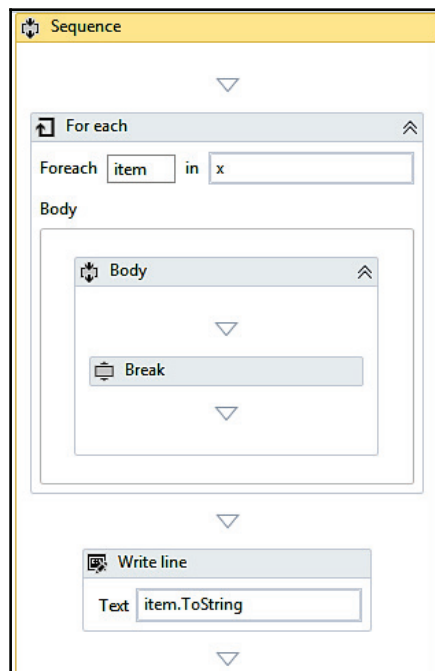 Sequence
For each
Foreach item in x
Body
Body
Break
Write line
Text item.ToString